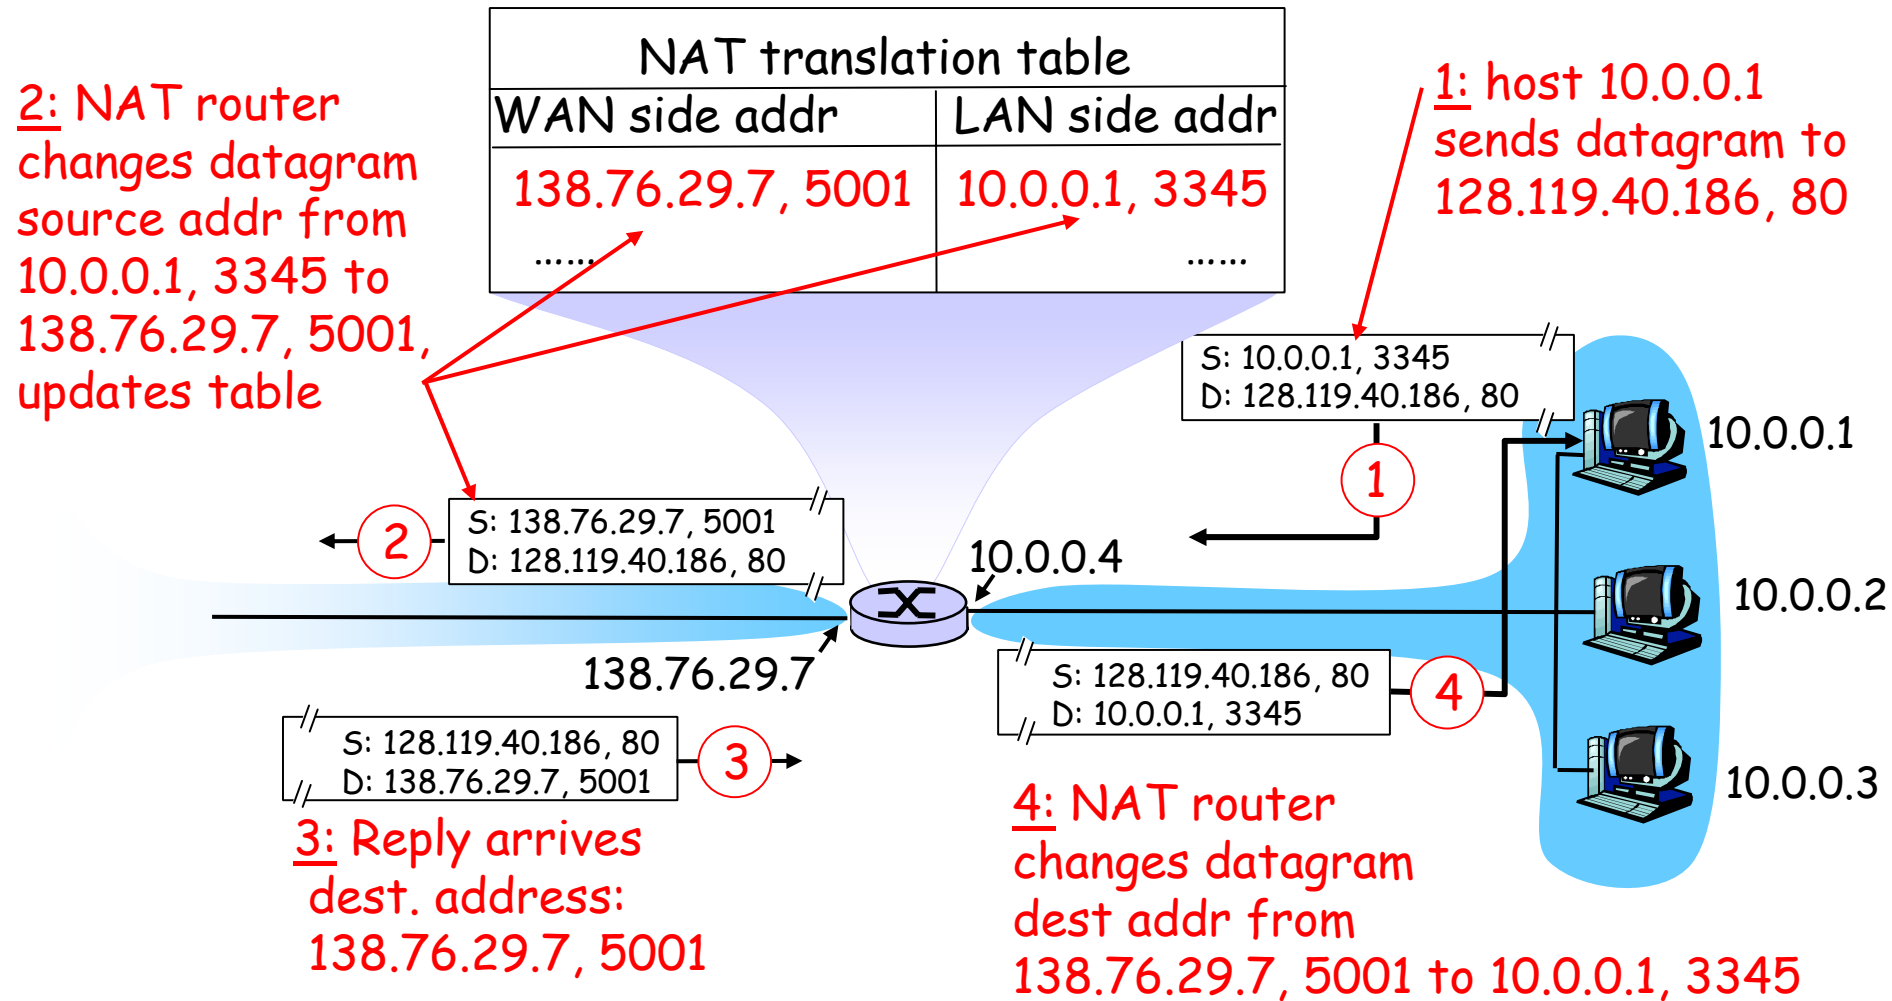 NAT translation table
WAN side addr LAN side addr
138.76.29.7, 5001 10.0.0.1, 3345
...... ......
2: NAT router
changes datagram
source addr from
10.0.0.1, 3345 to
138.76.29.7, 5001,
updates table
1: host 10.0.0.1
sends datagram to
128.119.40.186, 80
S: 10.0.0.1, 3345
D: 128.119.40.186, 80
1
10.0.0.1
2
S: 138.76.29.7, 5001
D: 128.119.40.186, 80
10.0.0.4
10.0.0.2
138.76.29.7
S: 128.119.40.186, 80
D: 10.0.0.1, 3345
4
S: 128.119.40.186, 80
D: 138.76.29.7, 5001
3
10.0.0.3
3: Reply arrives
dest. address:
138.76.29.7, 5001
4: NAT router
changes datagram
dest addr from
138.76.29.7, 5001 to 10.0.0.1, 3345